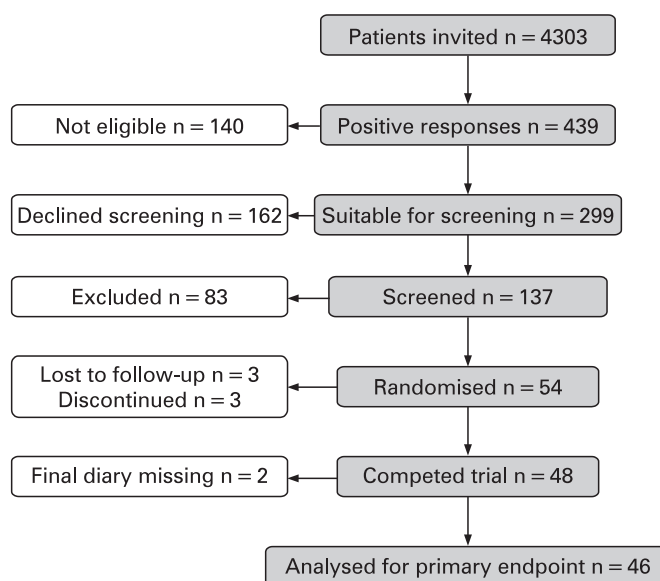 Patients invited n = 4303
Not eligible n = 140
Positive responses n = 439
Declined screening n = 162
Suitable for screening n = 299
Excluded n = 83
Screened n = 137
Lost to follow-up n = 3
Discontinued n = 3
Randomised n = 54
Final diary missing n = 2
Competed trial n = 48
Analysed for primary endpoint n = 46